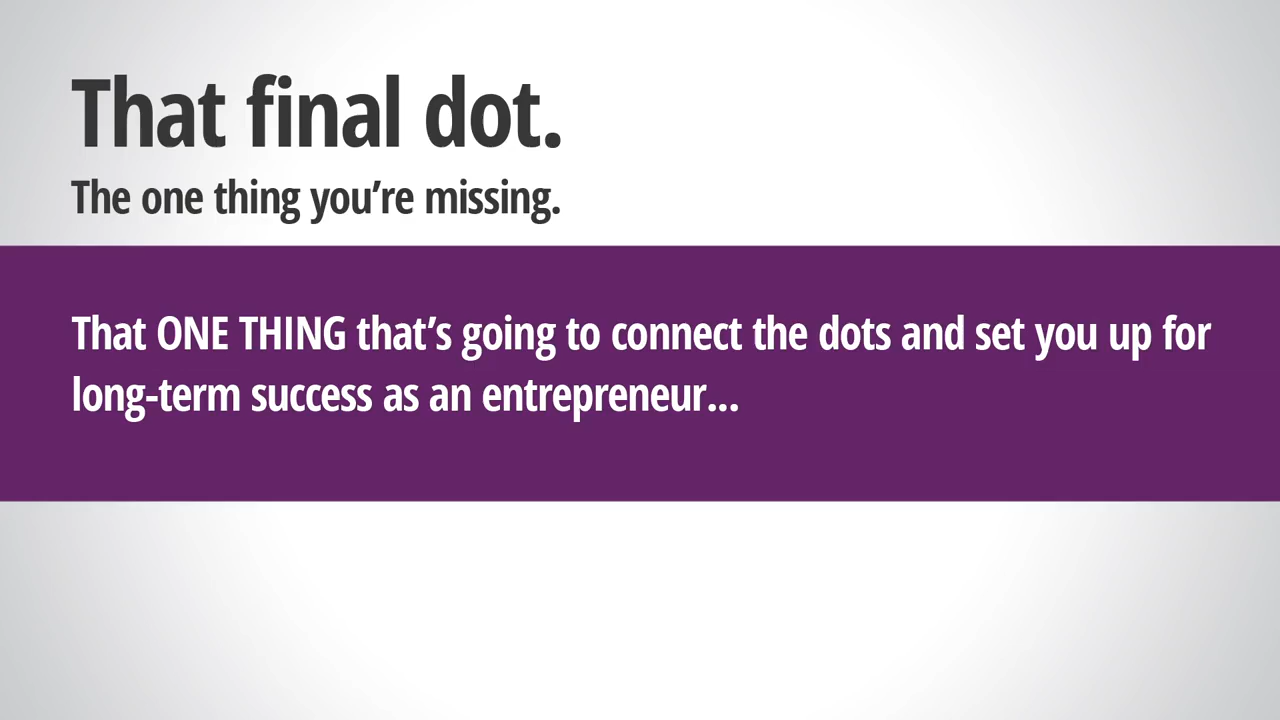 That final dot.
The one thing you’re missing.
That ONE THING that’s going to connect the dots and set you up for
long-term success as an entrepreneur...